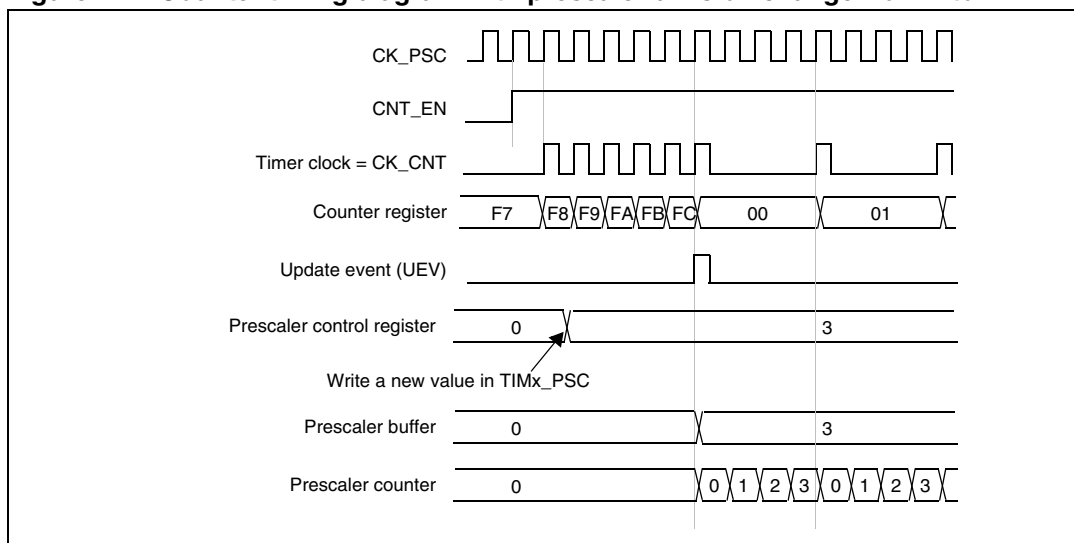 CK_PSC
CNT_EN
Timer clock = CK_CNT
Counter register F7 F8 F9 FA FB FC 00 01
Update event (UEV)
Prescaler control register 0 3
Write a new value in TIMx_PSC
Prescaler buffer 0 3
Prescaler counter 0 0 1 2 3 0 1 2 3